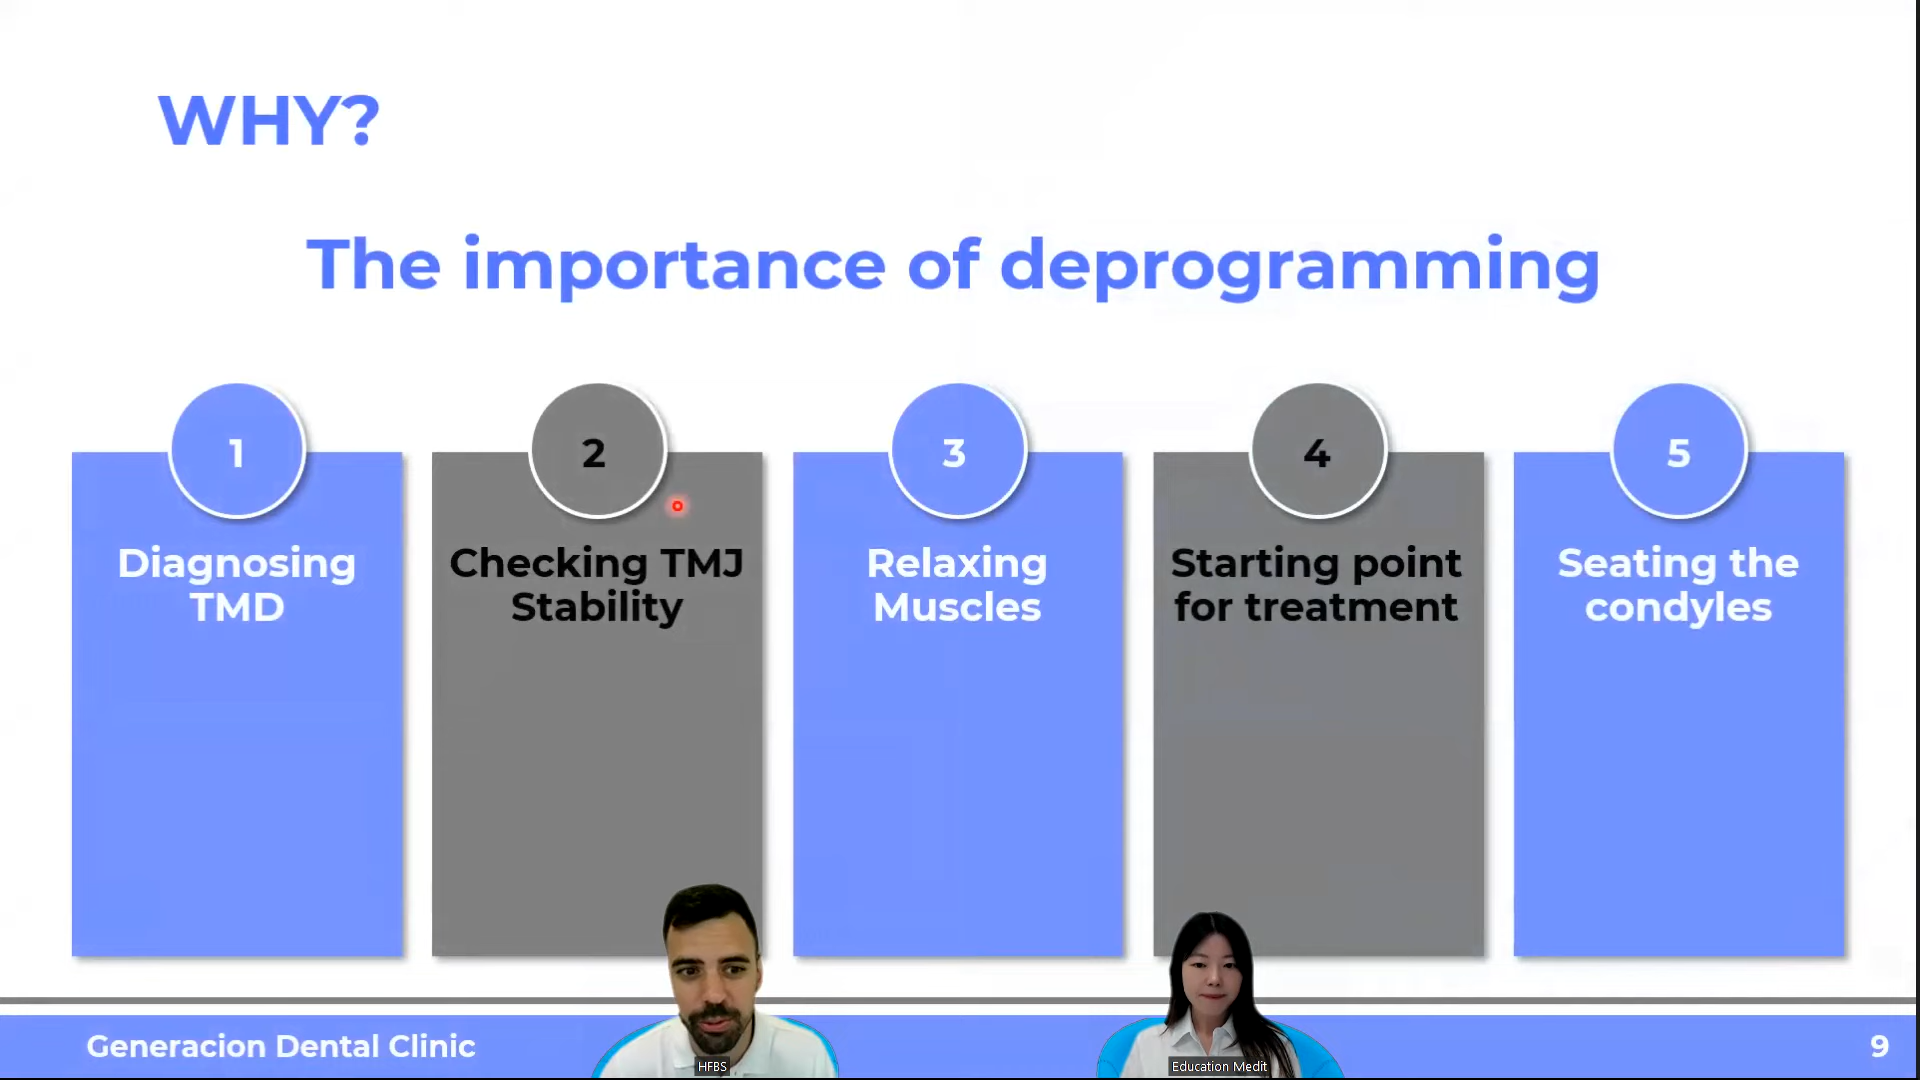 WHY?
The importance of deprogramming
1
Diagnosing
TMD
2
Checking TMJ
Stability
3
Relaxing
Muscles
4
Starting point
for treatment
5
Seating the
condyles
Generacion Dental Clinic
HFBS
Education Medit
9